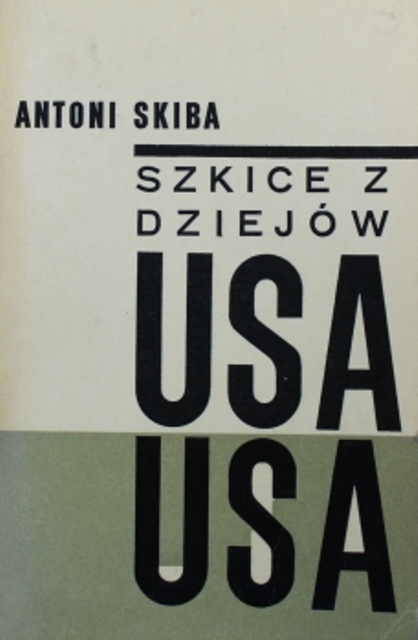 ANTONI SKIBA
SZKICE Z
DZIEJÓW
USA
USA